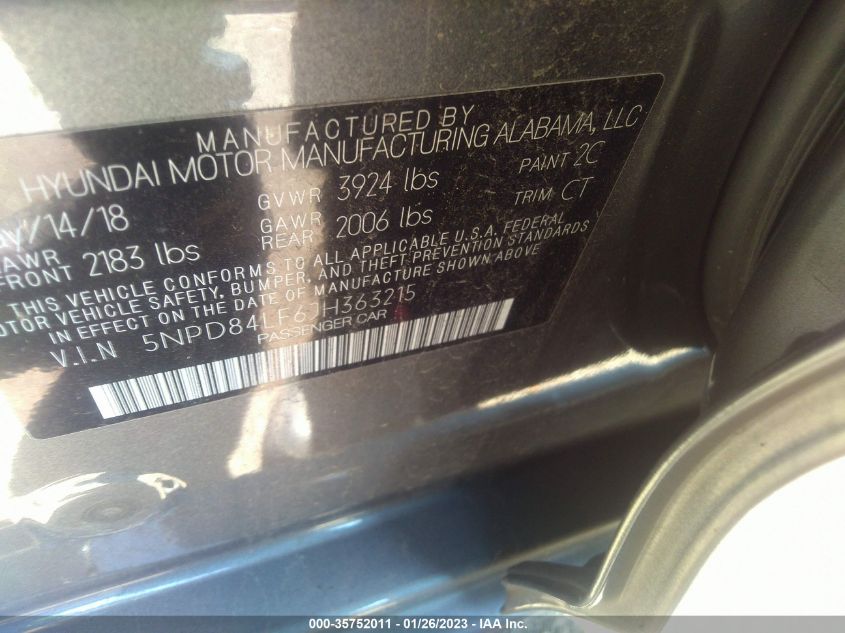 MANUFACTURED BY
HYUNDAI MOTOR MANUFACTURING ALABAMA, LLC
/14/18 GVWR 3924 lbs PAINT 2C
FRONT 2183 lbs GAWR REAR 2006 lbs TRIM CT
THIS VEHICLE CONFORMS TO ALL APPLICABLE U.S.A. FEDERAL
MOTOR VEHICLE SAFETY, BUMPER, AND THEFT PREVENTION STANDARDS
IN EFFECT ON THE DATE OF MANUFACTURE SHOWN ABOVE
V.I.N 5NPD84LF6JH363215
PASSENGER CAR
000-35752011 - 01/26/2023 - IAA Inc.